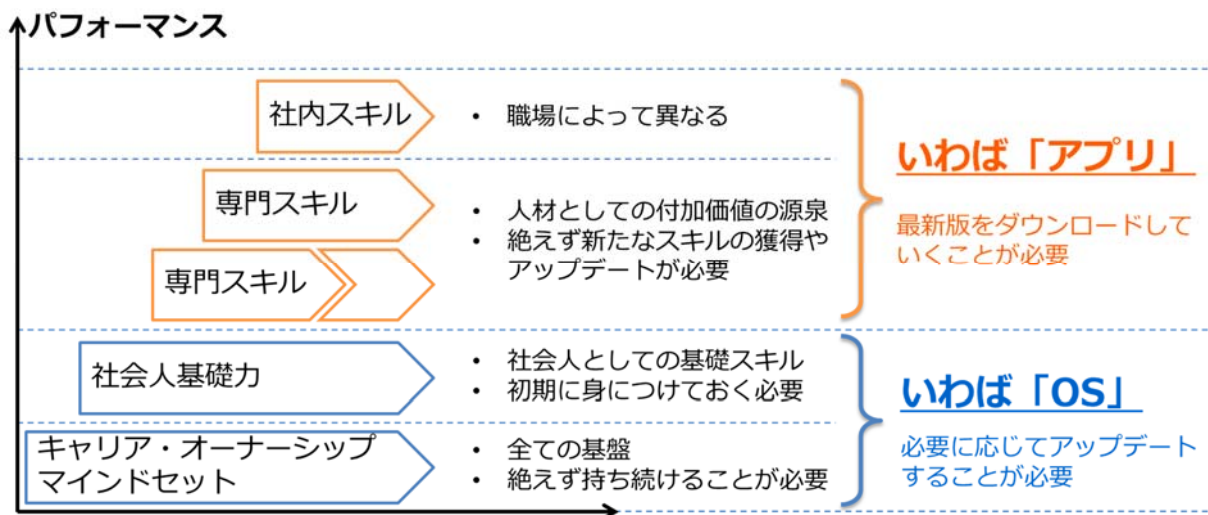 パフォーマンス
社内スキル
• 職場によって異なる
専門スキル
専門スキル
• 人材としての付加価値の源泉
• 絶えず新たなスキルの獲得や
アップデートが必要
いわば「アプリ」
最新版をダウンロードして
いくことが必要
社会人基礎力
• 社会人としての基礎スキル
• 初期に身につけておく必要
キャリア・オーナーシップ
マインドセット
• 全ての基盤
• 絶えず持ち続けることが必要
いわば「OS」
必要に応じてアップデート
することが必要